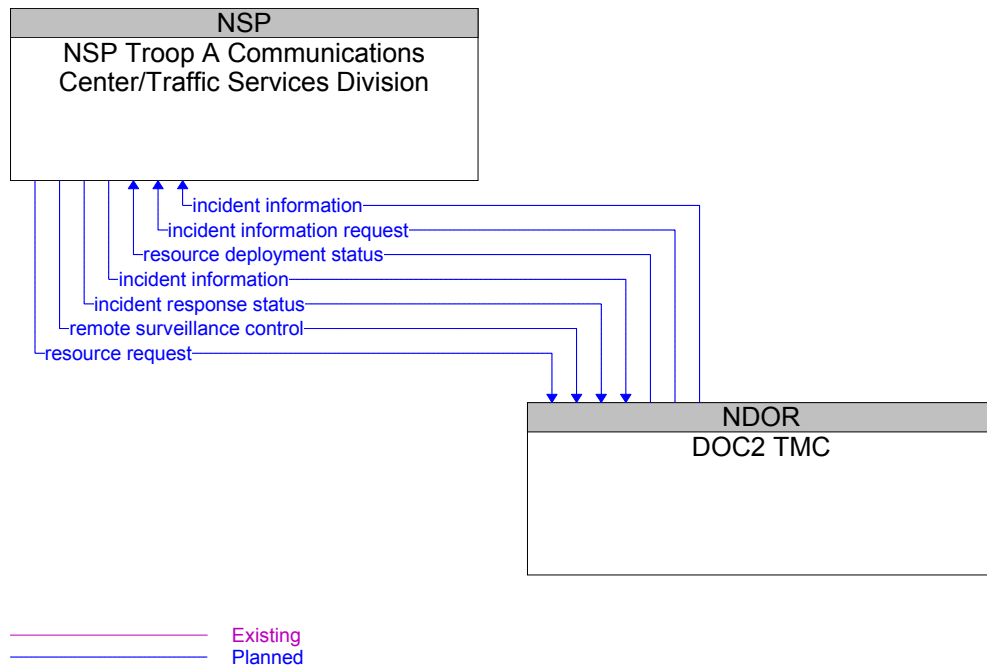 NSP
NSP Troop A Communications
Center/Traffic Services Division
incident information
incident information request
resource deployment status
incident information
incident response status
remote surveillance control
resource request
NDOR
DOC2 TMC
Existing
Planned